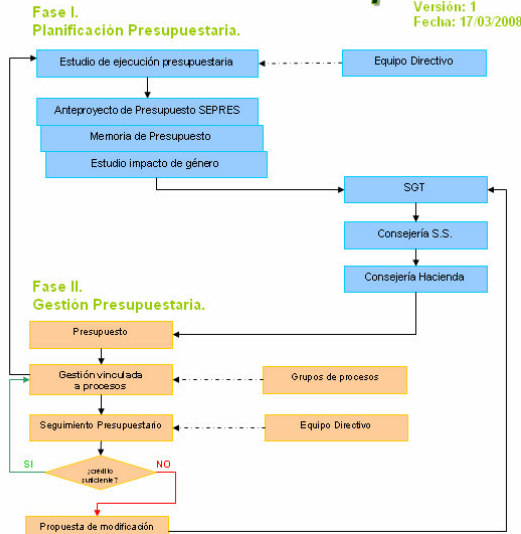 Versión: 1
Fecha: 17/03/2008
Fase I.
Planificación Presupuestaria.
Estudio de ejecución presupuestaria
Equipo Directivo
Anteproyecto de Presupuesto SEPRES
Memoria de Presupuesto
Estudio impacto de género
SGT
Consejería S.S.
Consejería Hacienda
Fase II.
Gestión Presupuestaria.
Presupuesto
Gestión vinculada
a procesos
Grupos de procesos
Seguimiento Presupuestario
Equipo Directivo
SI
¿crédito
suficiente?
NO
Propuesta de modificación